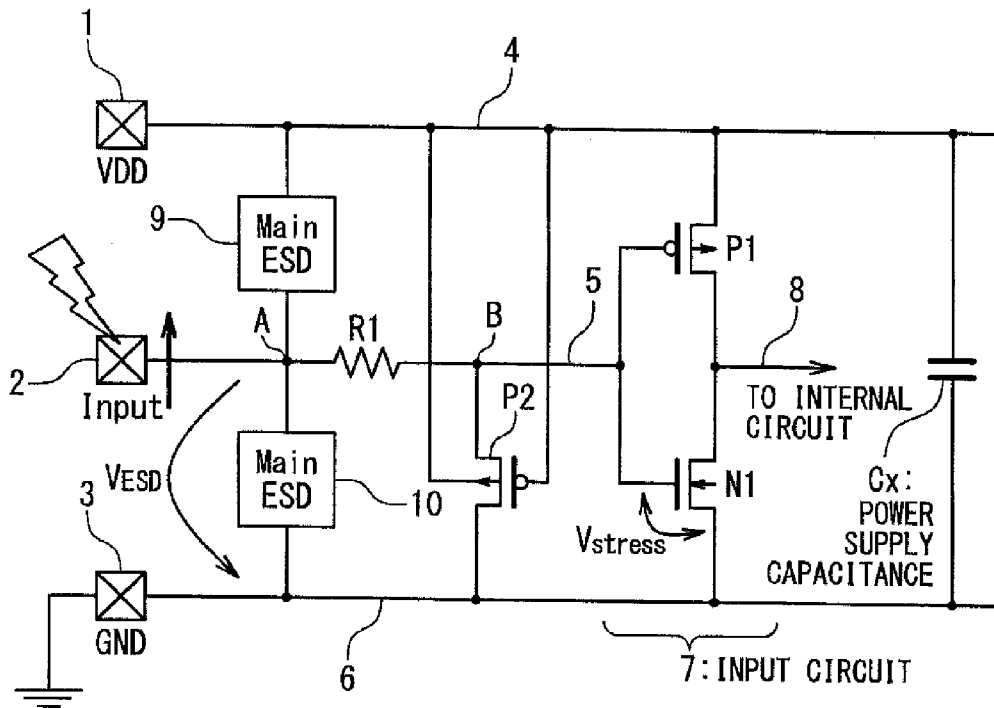 1
4
VDD
9
Main
ESD
P1
5
8
A
R1
B
2
Input
P2
TO INTERNAL
CIRCUIT
VESD
Main
ESD
10
N1
Cx:
POWER
SUPPLY
CAPACITANCE
3
Vstress
GND
6
7:INPUT CIRCUIT